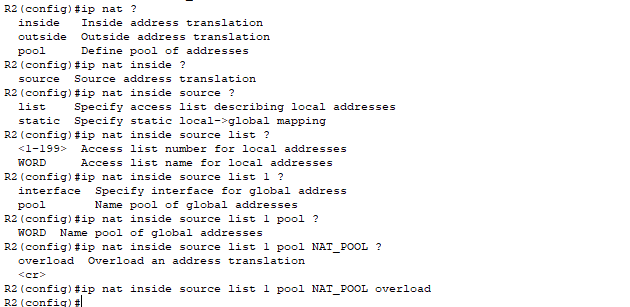 R2(config)#ip nat ?
inside Inside address translation
outside Outside address translation
pool Define pool of addresses
R2(config)#ip nat inside ?
source Source address translation
R2(config)#ip nat inside source ?
list Specify access list describing local addresses
static Specify static local->global mapping
R2(config)#ip nat inside source list ?
<1-199> Access list number for local addresses
WORD Access list name for local addresses
R2(config)#ip nat inside source list 1 ?
interface Specify interface for global address
pool Name pool of global addresses
R2(config)#ip nat inside source list 1 pool ?
WORD Name pool of global addresses
R2(config)#ip nat inside source list 1 pool NAT_POOL ?
overload Overload an address translation
<cr>
R2(config)#ip nat inside source list 1 pool NAT_POOL overload
R2(config)#